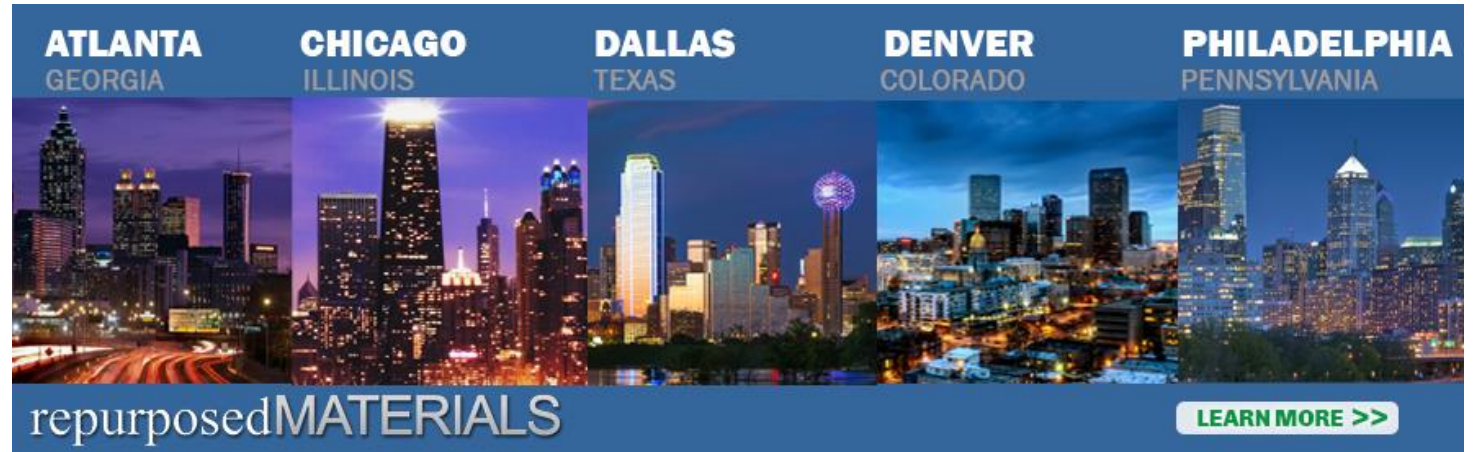 ATLANTA
GEORGIA
CHICAGO
ILLINOIS
DALLAS
TEXAS
DENVER
COLORADO
PHILADELPHIA
PENNSYLVANIA
repurposedMATERIALS
LEARN MORE >>